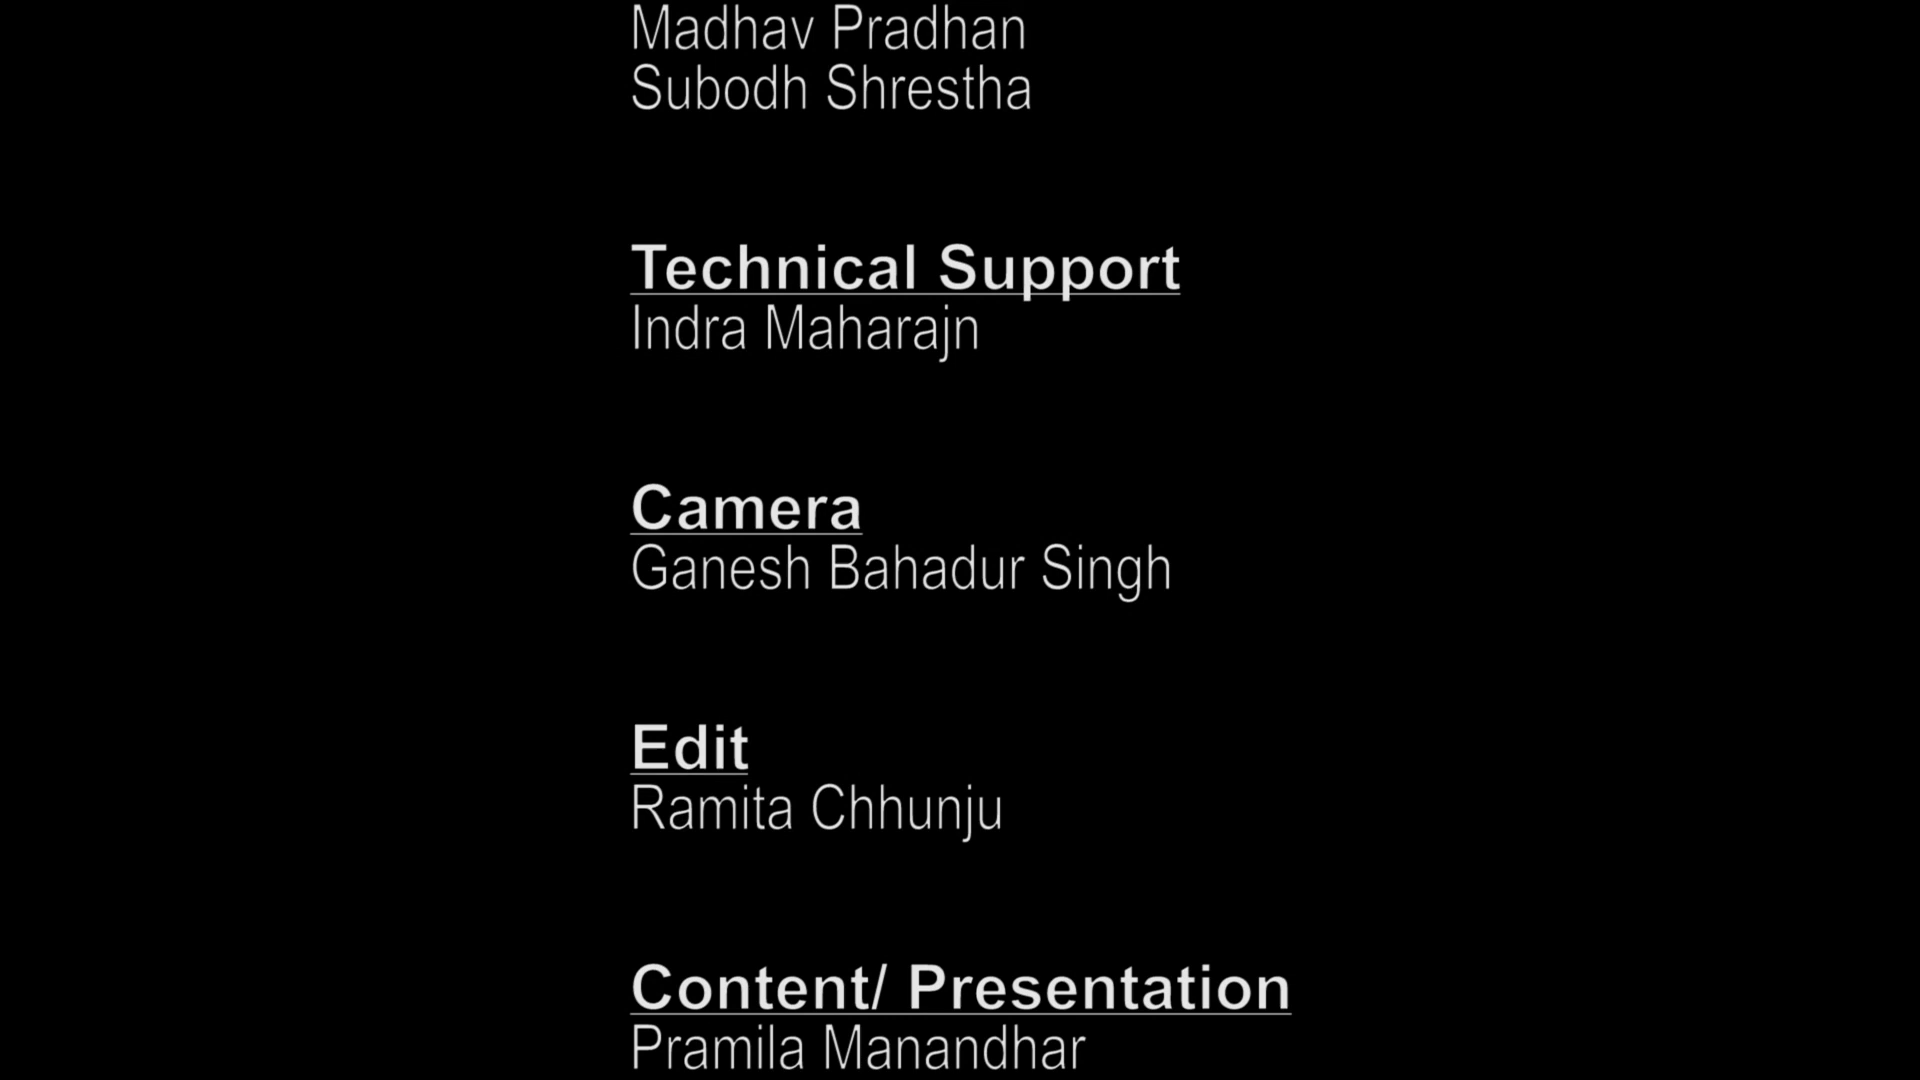 Madhav Pradhan
Subodh Shrestha
Technical Support
Indra Maharajn
Camera
Ganesh Bahadur Singh
Edit
Ramita Chhunju
Content/ Presentation
Pramila Manandhar